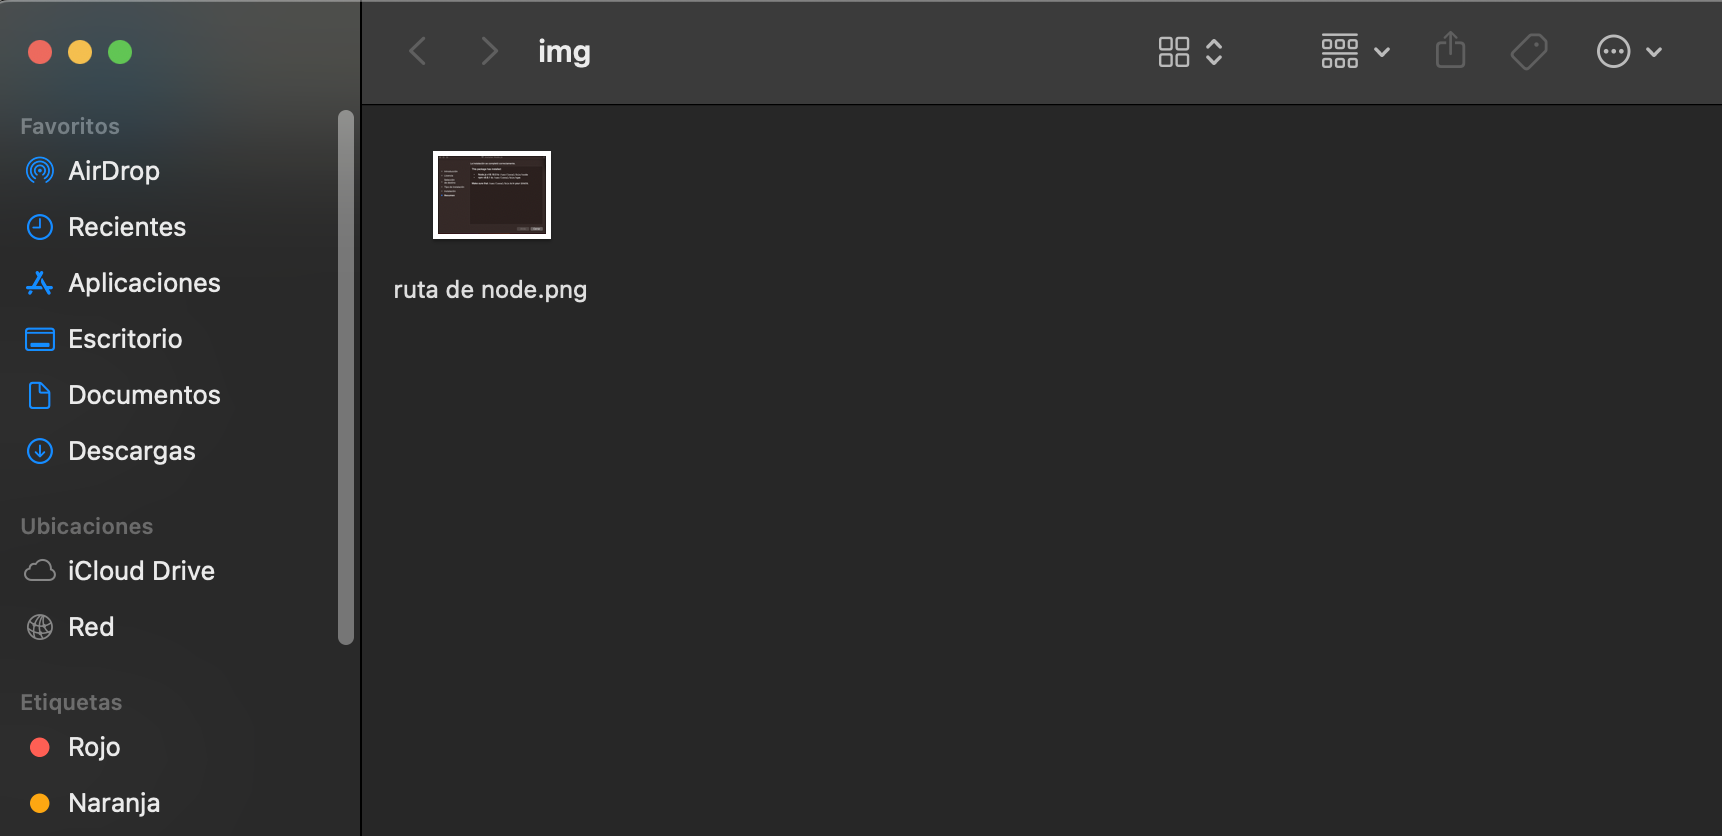 img
Favoritos
AirDrop
Recientes
Aplicaciones
Escritorio
Documentos
Descargas
Ubicaciones
iCloud Drive
Red
Etiquetas
Rojo
Naranja
ruta de node.png